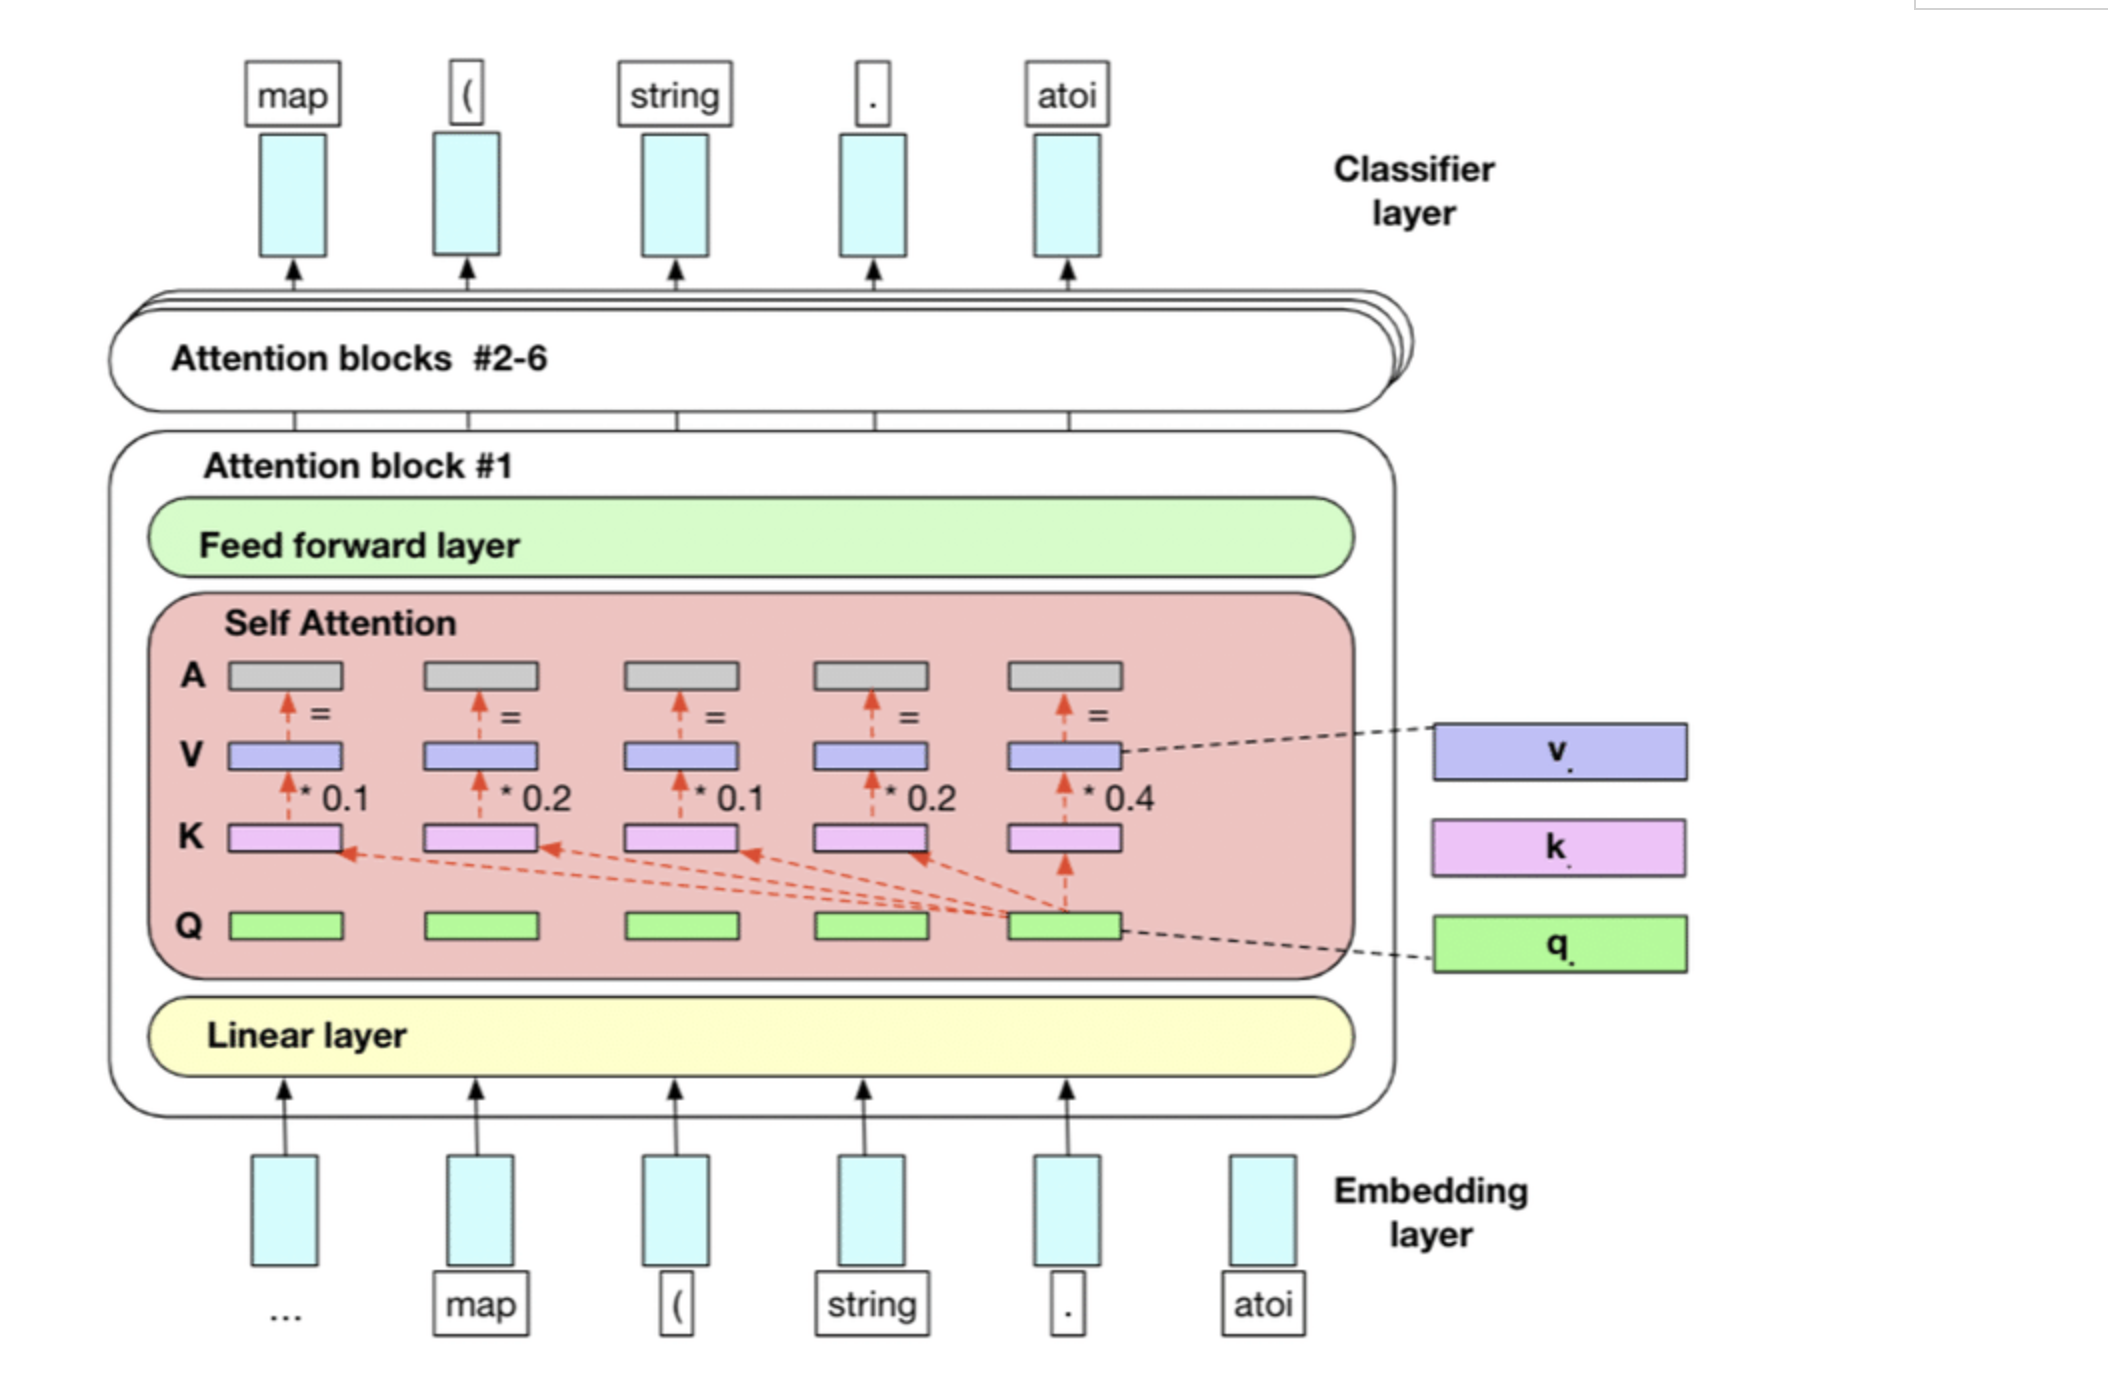 map ( string . atoi
Classifier
layer
Attention blocks #2-6
Attention block #1
Feed forward layer
Self Attention
A
= = = = =
V
v.
* 0.1 * 0.2 * 0.1 * 0.2 * 0.4
K
k.
Q
q.
Linear layer
Embedding
layer
... map ( string . atoi